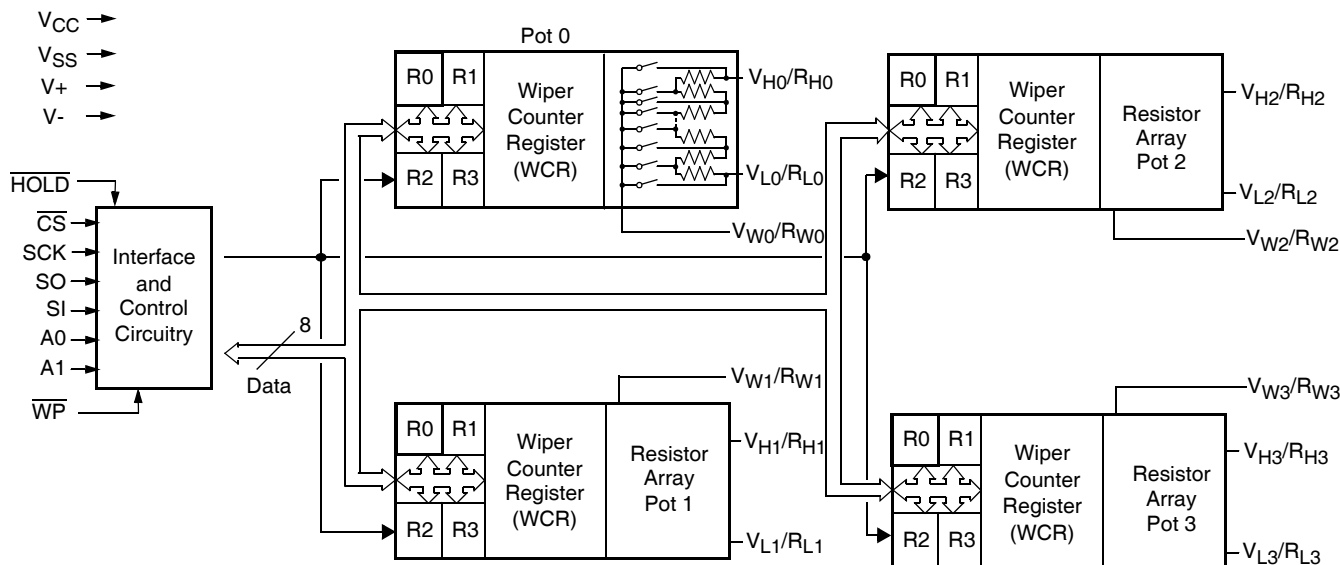 VCC
VSS
V+
V-
HOLD
CS
SCK
SO
SI
A0
A1
WP
Interface
and
Control
Circuitry
8
Data
Pot 0
R0 R1
R2 R3
Wiper
Counter
Register
(WCR)
VH0/RH0
VL0/RL0
VW0/RW0
R0 R1
R2 R3
Wiper
Counter
Register
(WCR)
Resistor
Array
Pot 2
VH2/RH2
VL2/RL2
VW2/RW2
R0 R1
R2 R3
Wiper
Counter
Register
(WCR)
Resistor
Array
Pot 1
VW1/RW1
VH1/RH1
VL1/RL1
R0 R1
R2 R3
Wiper
Counter
Register
(WCR)
Resistor
Array
Pot 3
VW3/RW3
VH3/RH3
VL3/RL3